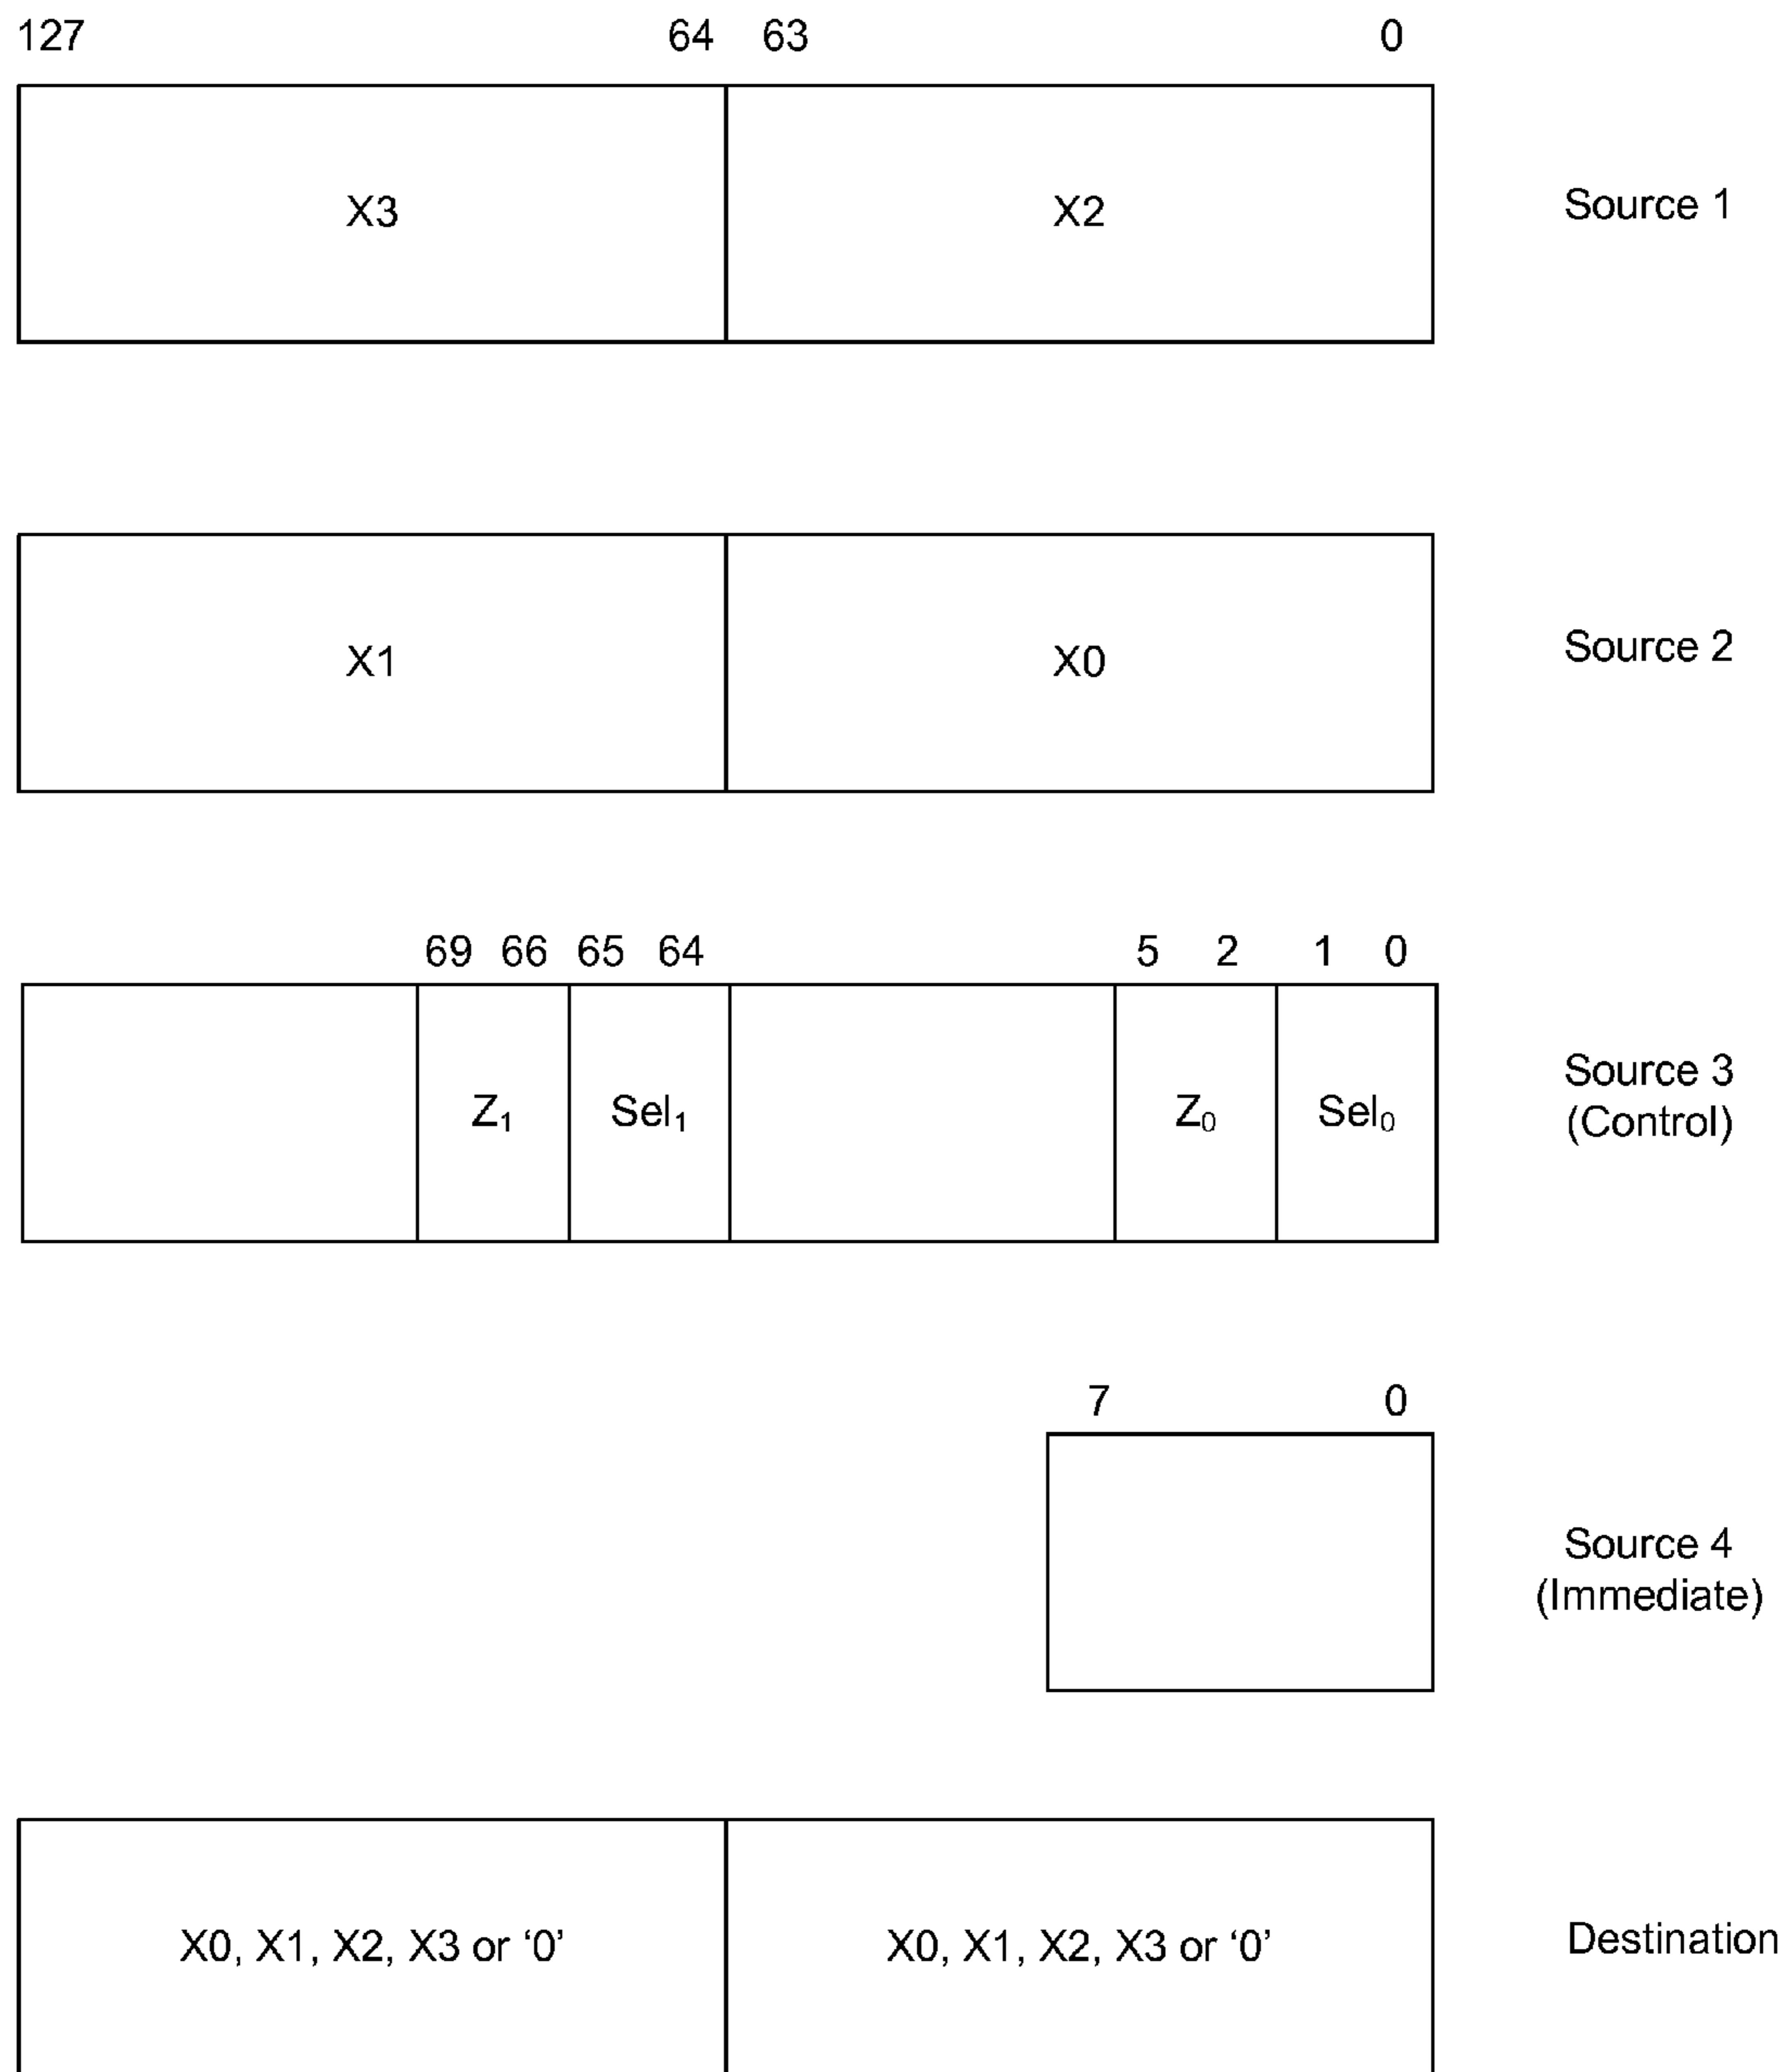 127 64 63 0
X3 X2 Source 1
X1 X0 Source 2
69 66 65 64 5 2 1 0
Z₁ Sel₁ Z₀ Sel₀ Source 3
(Control)
7 0
Source 4
(Immediate)
X0, X1, X2, X3 or ‘0’ X0, X1, X2, X3 or ‘0’ Destination